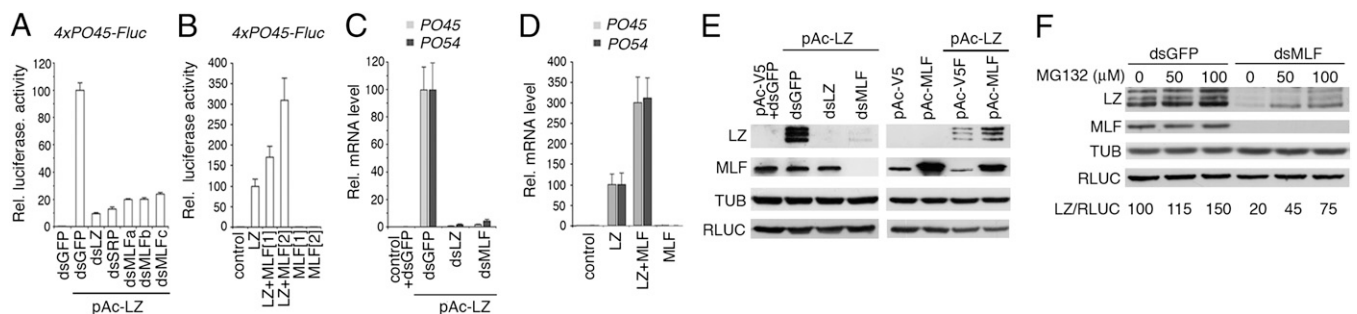 A
4xPO45-Fluc
Rel. luciferase. activity
120
100
80
60
40
20
0
dsGFP
dsGFP
dsLZ
dsSRP
dsMLFa
dsMLFb
dsMLFc
pAc-LZ
B
4xPO45-Fluc
Rel. luciferase activity
400
350
300
250
200
150
100
50
0
control
LZ
LZ+MLF[1]
LZ+MLF[2]
MLF[1]
MLF[2]
C
PO45
PO54
Rel. mRNA level
120
100
80
60
40
20
0
control
+dsGFP
dsGFP
dsLZ
dsMLF
pAc-LZ
D
PO45
PO54
Rel. mRNA level
400
350
300
250
200
150
100
50
0
control
LZ
LZ+MLF
MLF
E
pAc-LZ
pAc-LZ
pAc-V5
+dsGFP
dsGFP
dsLZ
dsMLF
pAc-V5
pAc-MLF
pAc-V5F
pAc-MLF
LZ
MLF
TUB
RLUC
F
dsGFP dsMLF
MG132 (μM) 0 50 100 0 50 100
LZ
MLF
TUB
RLUC
LZ/RLUC 100 115 150 20 45 75